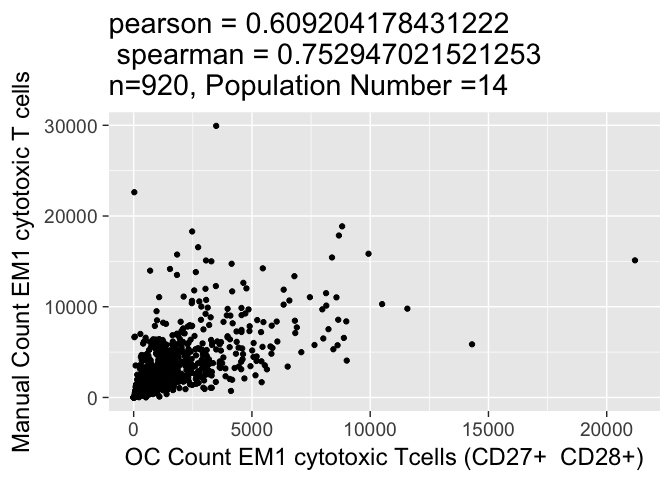 pearson = 0.609204178431222
spearman = 0.752947021521253
n=920, Population Number =14
Manual Count EM1 cytotoxic T cells
30000
20000
10000
0
0
5000
10000
15000
20000
OC Count EM1 cytotoxic Tcells (CD27+  CD28+)